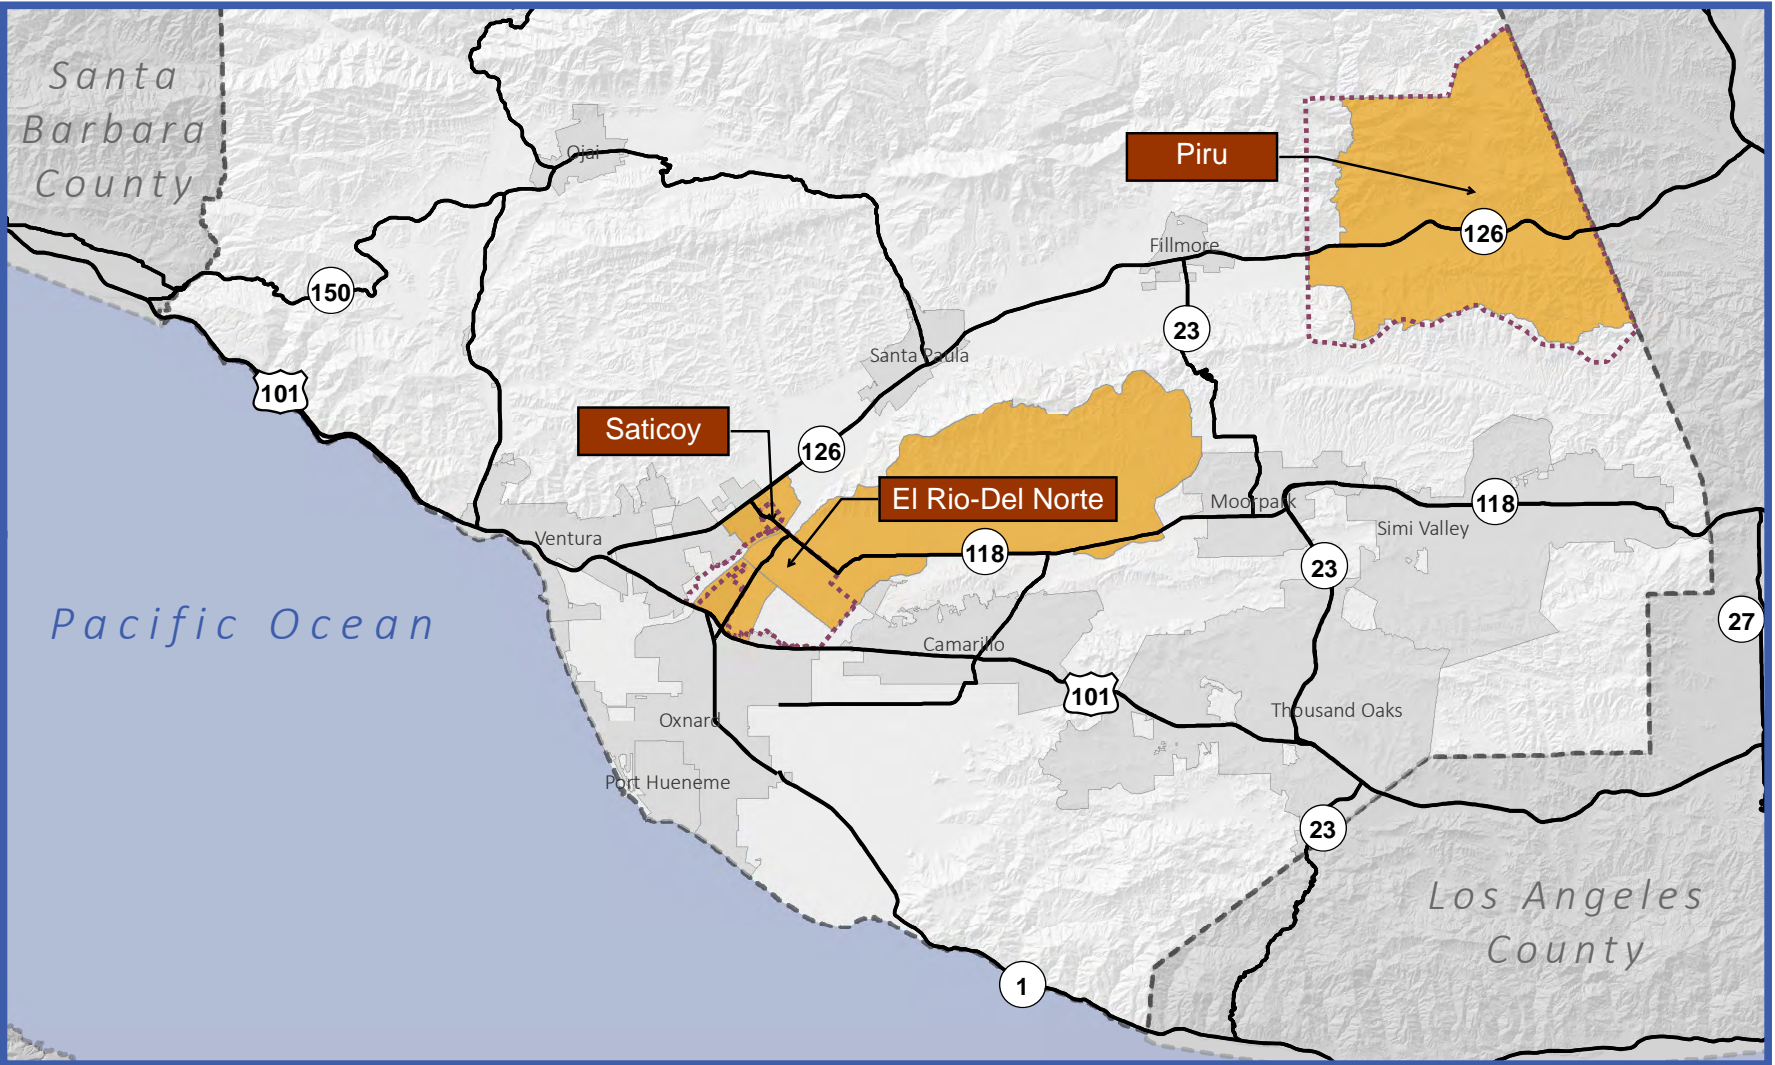 Santa
Barbara
County
Ojai
Piru
126
Fillmore
150
23
Santa Paula
101
Saticoy
126
El Rio-Del Norte
Moorpark
118
Simi Valley
Ventura
118
23
27
Pacific Ocean
Camarillo
101
Thousand Oaks
Oxnard
Port Hueneme
23
Los Angeles
County
1